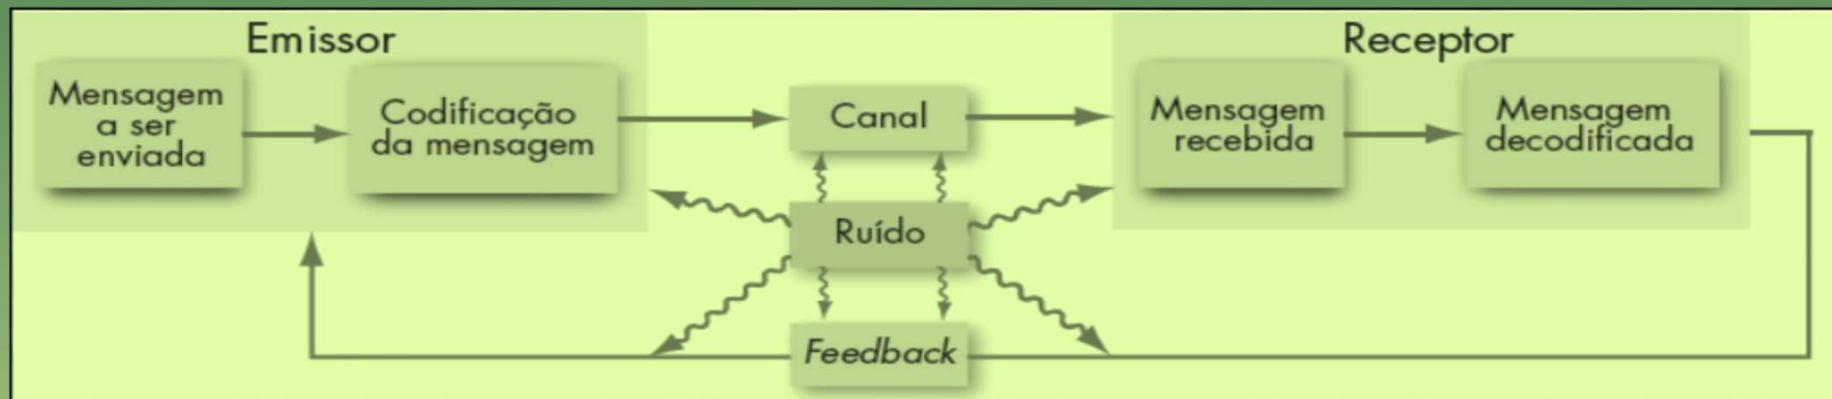 Emissor
Mensagem
a ser
enviada
Codificação
da mensagem
Canal
Receptor
Mensagem
recebida
Mensagem
decodificada
Ruído
Feedback